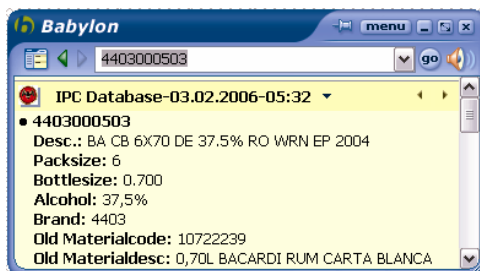 Babylon
menu
4403000503
go
IPC Database-03.02.2006-05:32
4403000503
Desc.: BA CB 6X70 DE 37.5% RO WRN EP 2004
Packsize: 6
Bottlesize: 0.700
Alcohol: 37,5%
Brand: 4403
Old Materialcode: 10722239
Old Materialdesc: 0,70L BACARDI RUM CARTA BLANCA